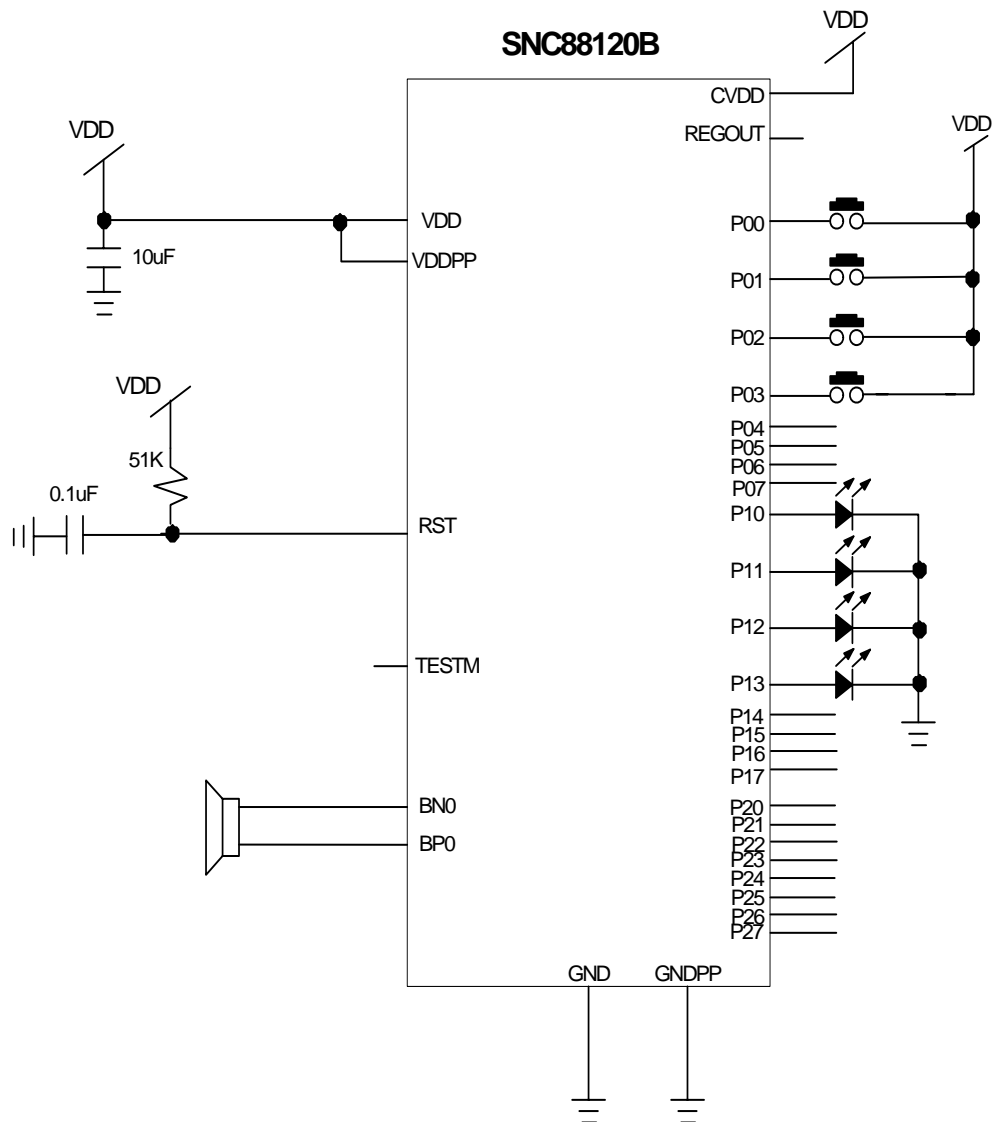 SNC88120B
VDD
CVDD
REGOUT
VDD
VDD
VDD
VDDPP
10uF
P00
P01
P02
P03
VDD
51K
0.1uF
RST
P04
P05
P06
P07
P10
P11
P12
P13
TESTM
P14
P15
P16
P17
BN0
BP0
P20
P21
P22
P23
P24
P25
P26
P27
GND
GNDPP